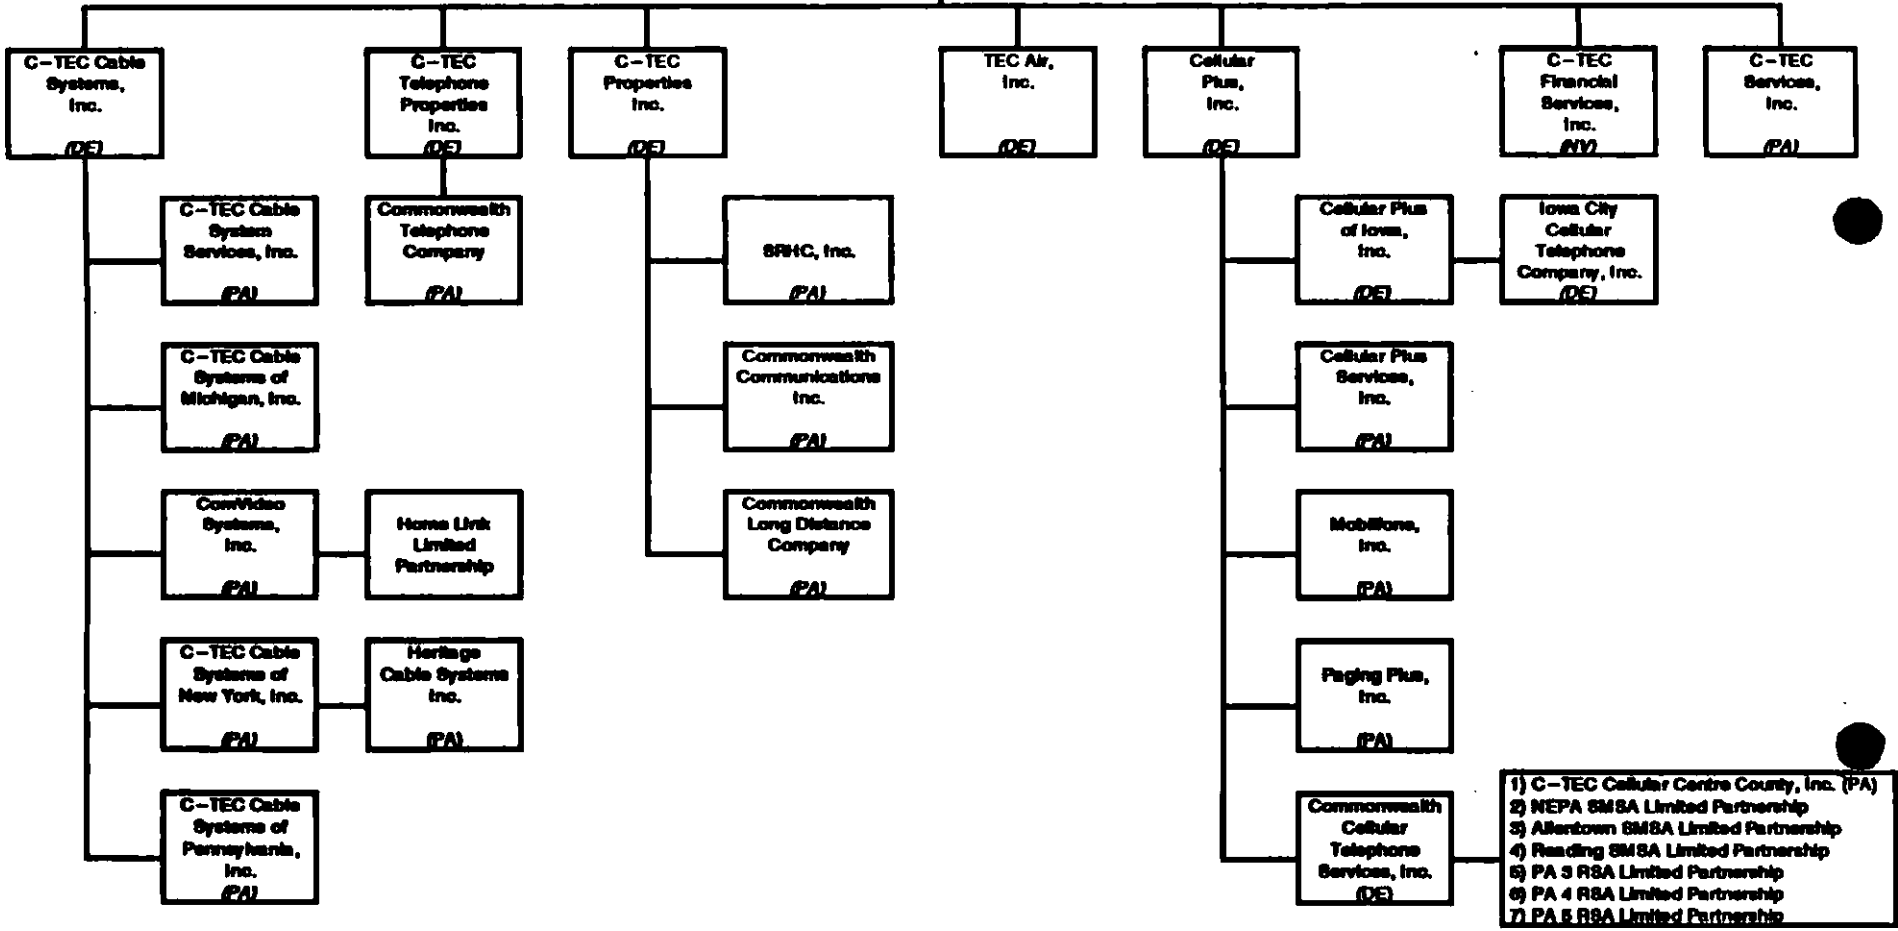 C-TEC Cable
Systems,
Inc.
(DE)
C-TEC
Telephone
Properties
Inc.
(DE)
C-TEC
Properties
Inc.
(DE)
TEC Air,
Inc.
(DE)
Cellular
Plus,
Inc.
(DE)
C-TEC
Financial
Services,
Inc.
(NV)
C-TEC
Services,
Inc.
(PA)
C-TEC Cable
System
Services, Inc.
(PA)
Commonwealth
Telephone
Company
(PA)
SRHC, Inc.
(PA)
Cellular Plus
of Iowa,
Inc.
(DE)
Iowa City
Cellular
Telephone
Company, Inc.
(DE)
C-TEC Cable
Systems of
Michigan, Inc.
(PA)
Commonwealth
Communications
Inc.
(PA)
Cellular Plus
Services,
Inc.
(PA)
ComVideo
Systems,
Inc.
(PA)
Home Link
Limited
Partnership
Commonwealth
Long Distance
Company
(PA)
Mobilfone,
Inc.
(PA)
C-TEC Cable
Systems of
New York, Inc.
(PA)
Heritage
Cable Systems
Inc.
(PA)
Paging Plus,
Inc.
(PA)
C-TEC Cable
Systems of
Pennsylvania,
Inc.
(PA)
Commonwealth
Cellular
Telephone
Services, Inc.
(DE)
1) C-TEC Cellular Centre County, Inc. (PA)
2) NEPA SMSA Limited Partnership
3) Allentown SMSA Limited Partnership
4) Reading SMSA Limited Partnership
5) PA 3 RSA Limited Partnership
6) PA 4 RSA Limited Partnership
7) PA 5 RSA Limited Partnership